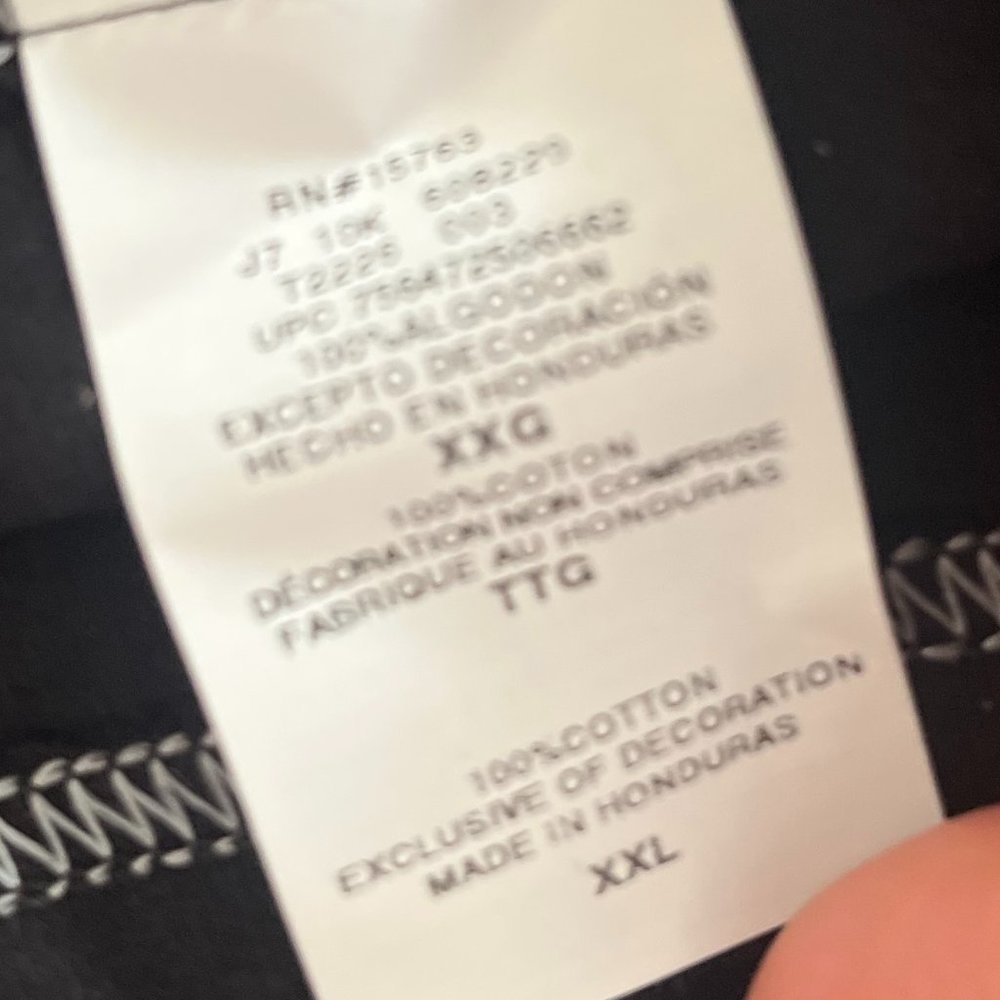 RN#15763
J7 10K
T2226 003
UPC
100%ALGODON
EXCEPTO DECORACIÓN
HECHO EN HONDURAS
XXG
100%COTON
DÉCORATION NON COMPRISE
FABRIQUE AU HONDURAS
TTG
100%COTTON
EXCLUSIVE OF DECORATION
MADE IN HONDURAS
XXL